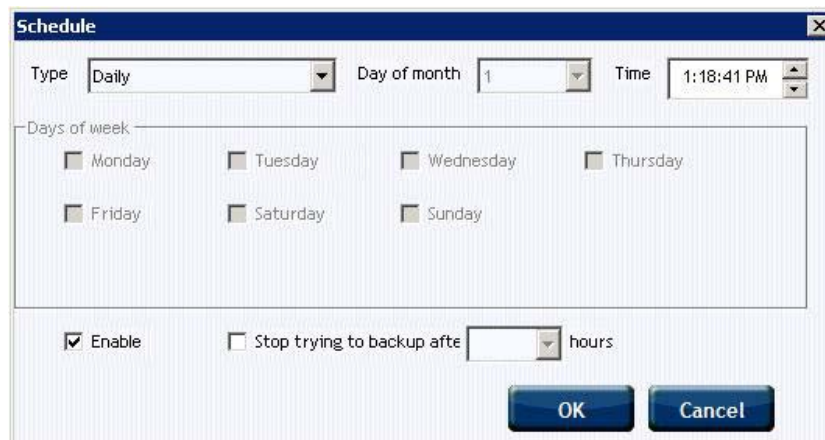 Schedule
Type Daily Day of month 1 Time 1:18:41 PM
Days of week
Monday Tuesday Wednesday Thursday
Friday Saturday Sunday
Enable Stop trying to backup afte hours
OK Cancel